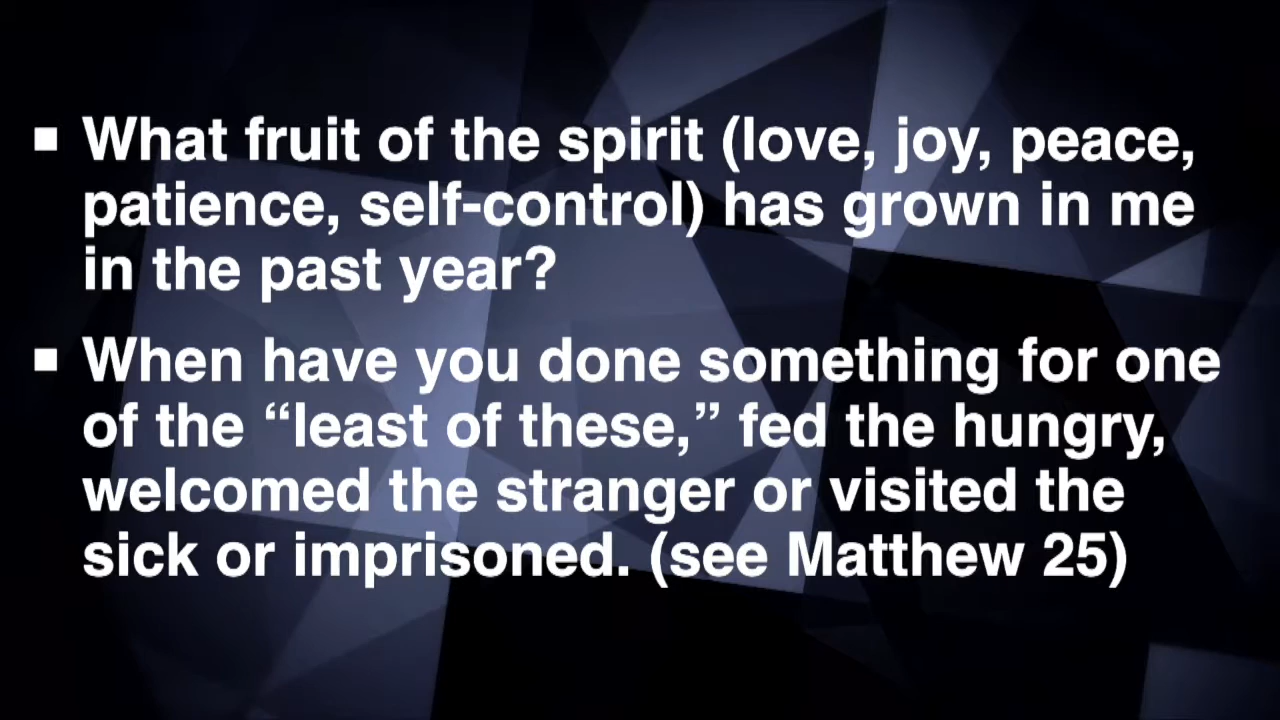 ▪ What fruit of the spirit (love, joy, peace,
patience, self-control) has grown in me
in the past year?
▪ When have you done something for one
of the “least of these,” fed the hungry,
welcomed the stranger or visited the
sick or imprisoned. (see Matthew 25)